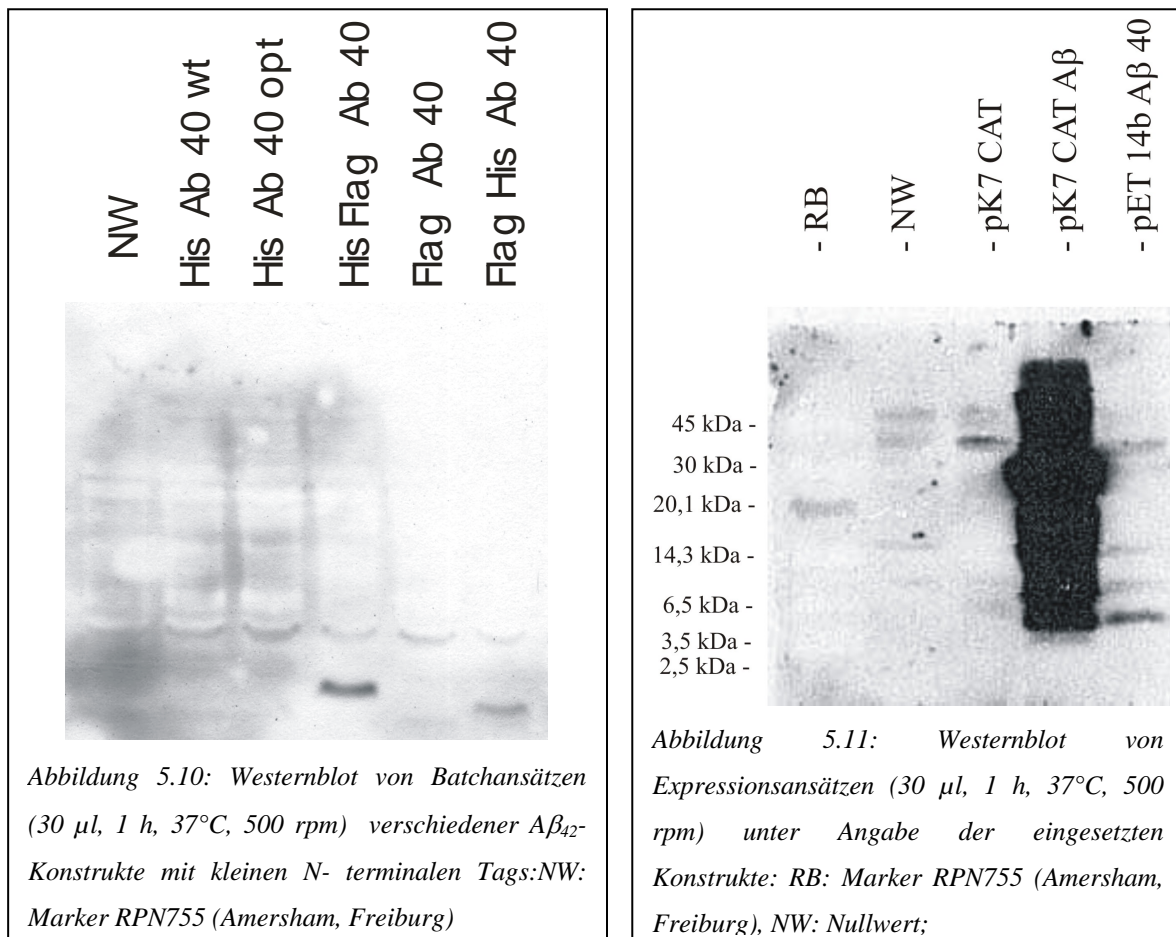 NW
His Ab 40 wt
His Ab 40 opt
His Flag Ab 40
Flag Ab 40
Flag His Ab 40
Abbildung 5.10: Westernblot von Batchansätzen
(30 µl, 1 h, 37°C, 500 rpm) verschiedener Aβ42-
Konstrukte mit kleinen N- terminalen Tags:NW:
Marker RPN755 (Amersham, Freiburg)
- RB
- NW
- pK7 CAT
- pK7 CAT Aβ
- pET 14b Aβ 40
45 kDa -
30 kDa -
20,1 kDa -
14,3 kDa -
6,5 kDa -
3,5 kDa -
2,5 kDa -
Abbildung 5.11: Westernblot von
Expressionsansätzen (30 µl, 1 h, 37°C, 500
rpm) unter Angabe der eingesetzten
Konstrukte: RB: Marker RPN755 (Amersham,
Freiburg), NW: Nullwert;